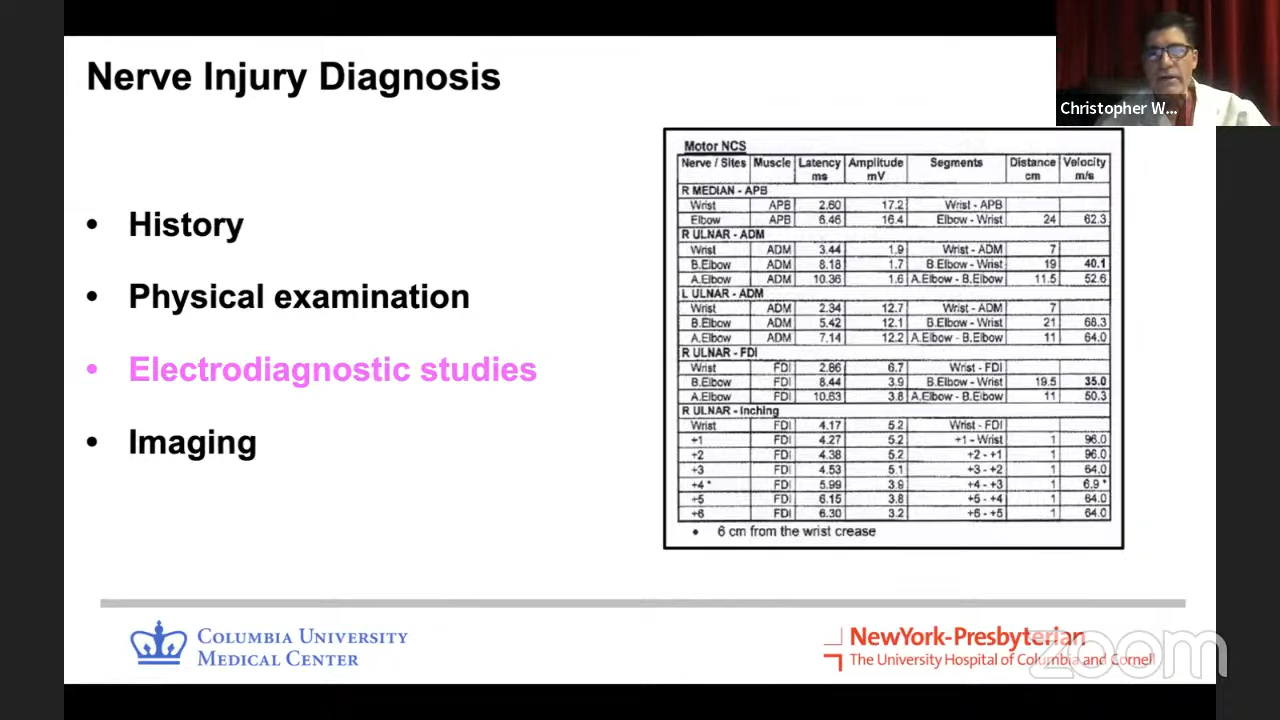 Nerve Injury Diagnosis
Christopher W...
• History
• Physical examination
• Electrodiagnostic studies
• Imaging
Motor NCS
Nerve / Sites Muscle Latency Amplitude Segments Distance Velocity
ms mV cm m/s
R MEDIAN - APB
Wrist APB 2.60 17.2 Wrist - APB
Elbow APB 6.46 16.4 Elbow - Wrist 24 62.3
R ULNAR - ADM
Wrist ADM 3.44 1.9 Wrist - ADM 7
B.Elbow ADM 8.18 1.7 B.Elbow - Wrist 19 40.1
A.Elbow ADM 10.36 1.6 A.Elbow - B.Elbow 11.5 52.6
L ULNAR - ADM
Wrist ADM 2.34 12.7 Wrist - ADM 7
B.Elbow ADM 5.42 12.1 B.Elbow - Wrist 21 68.3
A.Elbow ADM 7.14 12.2 A.Elbow - B.Elbow 11 64.0
R ULNAR - FDI
Wrist FDI 2.86 6.7 Wrist - FDI
B.Elbow FDI 8.44 3.9 B.Elbow - Wrist 19.5 35.0
A.Elbow FDI 10.63 3.8 A.Elbow - B.Elbow 11 50.3
R ULNAR - Inching
Wrist FDI 4.17 5.2 Wrist - FDI
+1 FDI 4.27 5.2 +1 - Wrist 1 96.0
+2 FDI 4.38 5.2 +2 - +1 1 96.0
+3 FDI 4.53 5.1 +3 - +2 1 64.0
+4 * FDI 5.99 3.9 +4 - +3 1 6.9 *
+5 FDI 6.15 3.8 +5 - +4 1 64.0
+6 FDI 6.30 3.2 +6 - +5 1 64.0
• 6 cm from the wrist crease
COLUMBIA UNIVERSITY
MEDICAL CENTER
NewYork-Presbyterian
The University Hospital of Columbia and Cornell
zoom